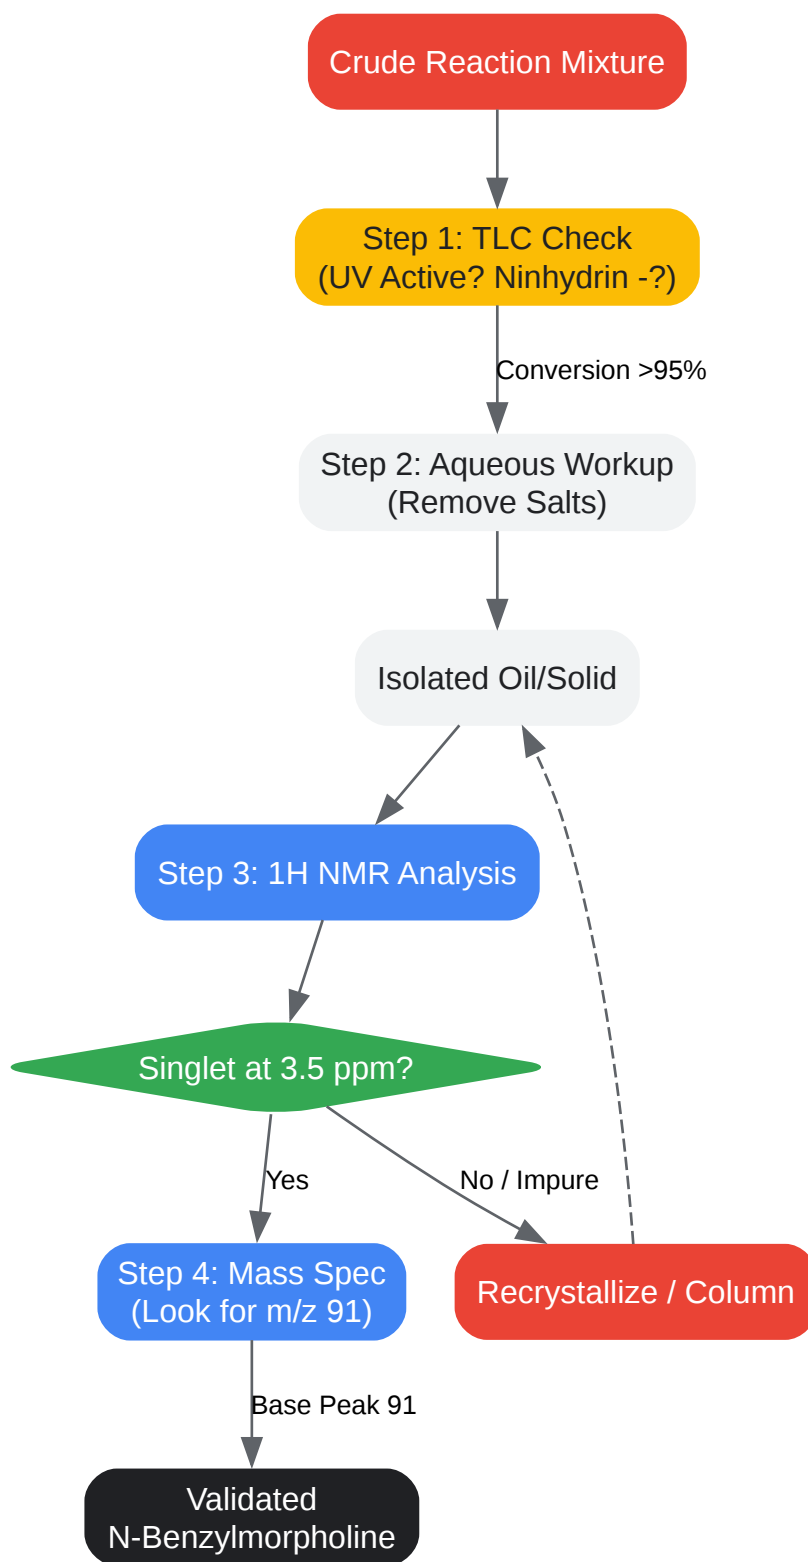 Crude Reaction Mixture
Step 1: TLC Check
(UV Active? Ninhydrin -?)
Conversion >95%
Step 2: Aqueous Workup
(Remove Salts)
Isolated Oil/Solid
Step 3: 1H NMR Analysis
Singlet at 3.5 ppm?
Yes
No / Impure
Step 4: Mass Spec
(Look for m/z 91)
Recrystallize / Column
Base Peak 91
Validated
N-Benzylmorpholine